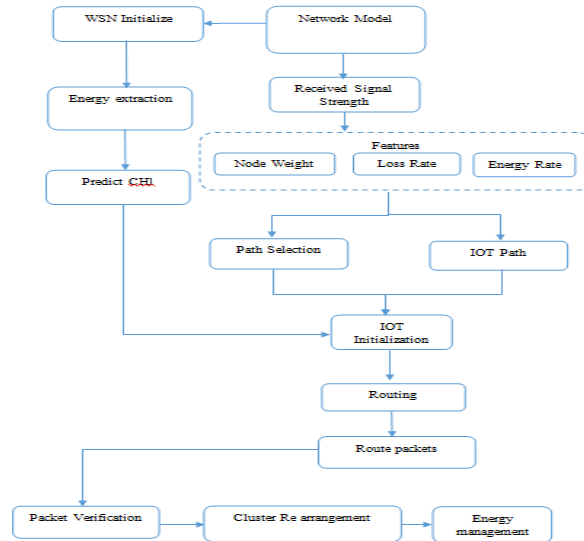 WSN Initialize
Network Model
Energy extraction
Received Signal
Strength
Features
Node Weight
Loss Rate
Energy Rate
Predict CHl
Path Selection
IOT Path
IOT
Initialization
Routing
Route packets
Packet Verification
Cluster Re arrangement
Energy
management